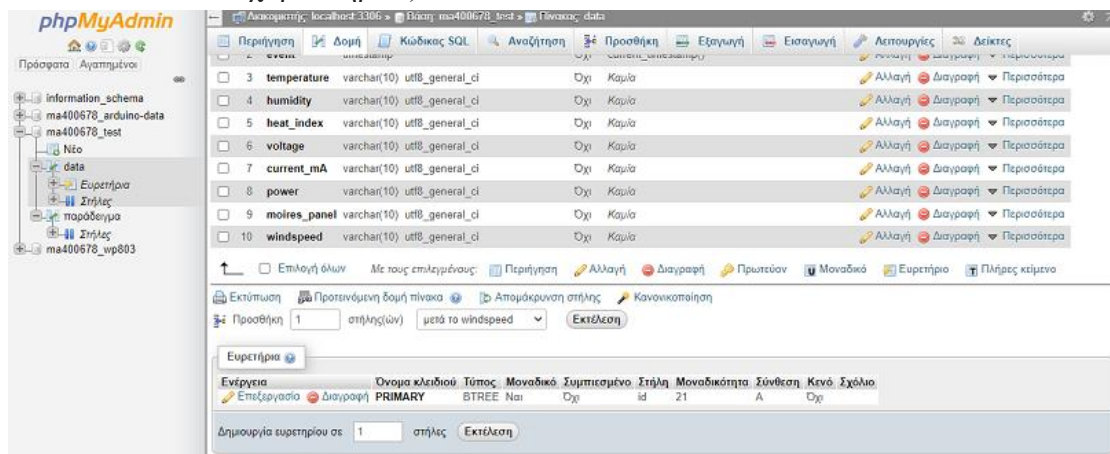 phpMyAdmin
Πρόσφατα Αγαπημένοι
information_schema
ma400678_arduino-data
ma400678_test
Νέο
data
Ευρετήρια
Στήλες
παράδειγμα
Στήλες
ma400678_wp803
Διακομιστής: localhost:3306 » Βάση: ma400678_test » Πίνακας: data
Περιήγηση Δομή Κώδικας SQL Αναζήτηση Προσθήκη Εξαγωγή Εισαγωγή Λειτουργίες Δείκτες
2 event timestamp Όχι current_timestamp() Αλλαγή Διαγραφή Περισσότερα
3 temperature varchar(10) utf8_general_ci Όχι Καμία Αλλαγή Διαγραφή Περισσότερα
4 humidity varchar(10) utf8_general_ci Όχι Καμία Αλλαγή Διαγραφή Περισσότερα
5 heat_index varchar(10) utf8_general_ci Όχι Καμία Αλλαγή Διαγραφή Περισσότερα
6 voltage varchar(10) utf8_general_ci Όχι Καμία Αλλαγή Διαγραφή Περισσότερα
7 current_mA varchar(10) utf8_general_ci Όχι Καμία Αλλαγή Διαγραφή Περισσότερα
8 power varchar(10) utf8_general_ci Όχι Καμία Αλλαγή Διαγραφή Περισσότερα
9 moires_panel varchar(10) utf8_general_ci Όχι Καμία Αλλαγή Διαγραφή Περισσότερα
10 windspeed varchar(10) utf8_general_ci Όχι Καμία Αλλαγή Διαγραφή Περισσότερα
Επιλογή όλων Με τους επιλεγμένους: Περιήγηση Αλλαγή Διαγραφή Πρωτεύον Μοναδικό Ευρετήριο Πλήρες κείμενο
Εκτύπωση Προτεινόμενη δομή πίνακα Απομάκρυνση στήλης Κανονικοποίηση
Προσθήκη 1 στήλης(ών) μετά το windspeed Εκτέλεση
Ευρετήρια
Ενέργεια Όνομα κλειδιού Τύπος Μοναδικό Συμπιεσμένο Στήλη Μοναδικότητα Σύνθεση Κενό Σχόλιο
Επεξεργασία Διαγραφή PRIMARY BTREE Ναι Όχι id 21 A Όχι
Δημιουργία ευρετηρίου σε 1 στήλες Εκτέλεση